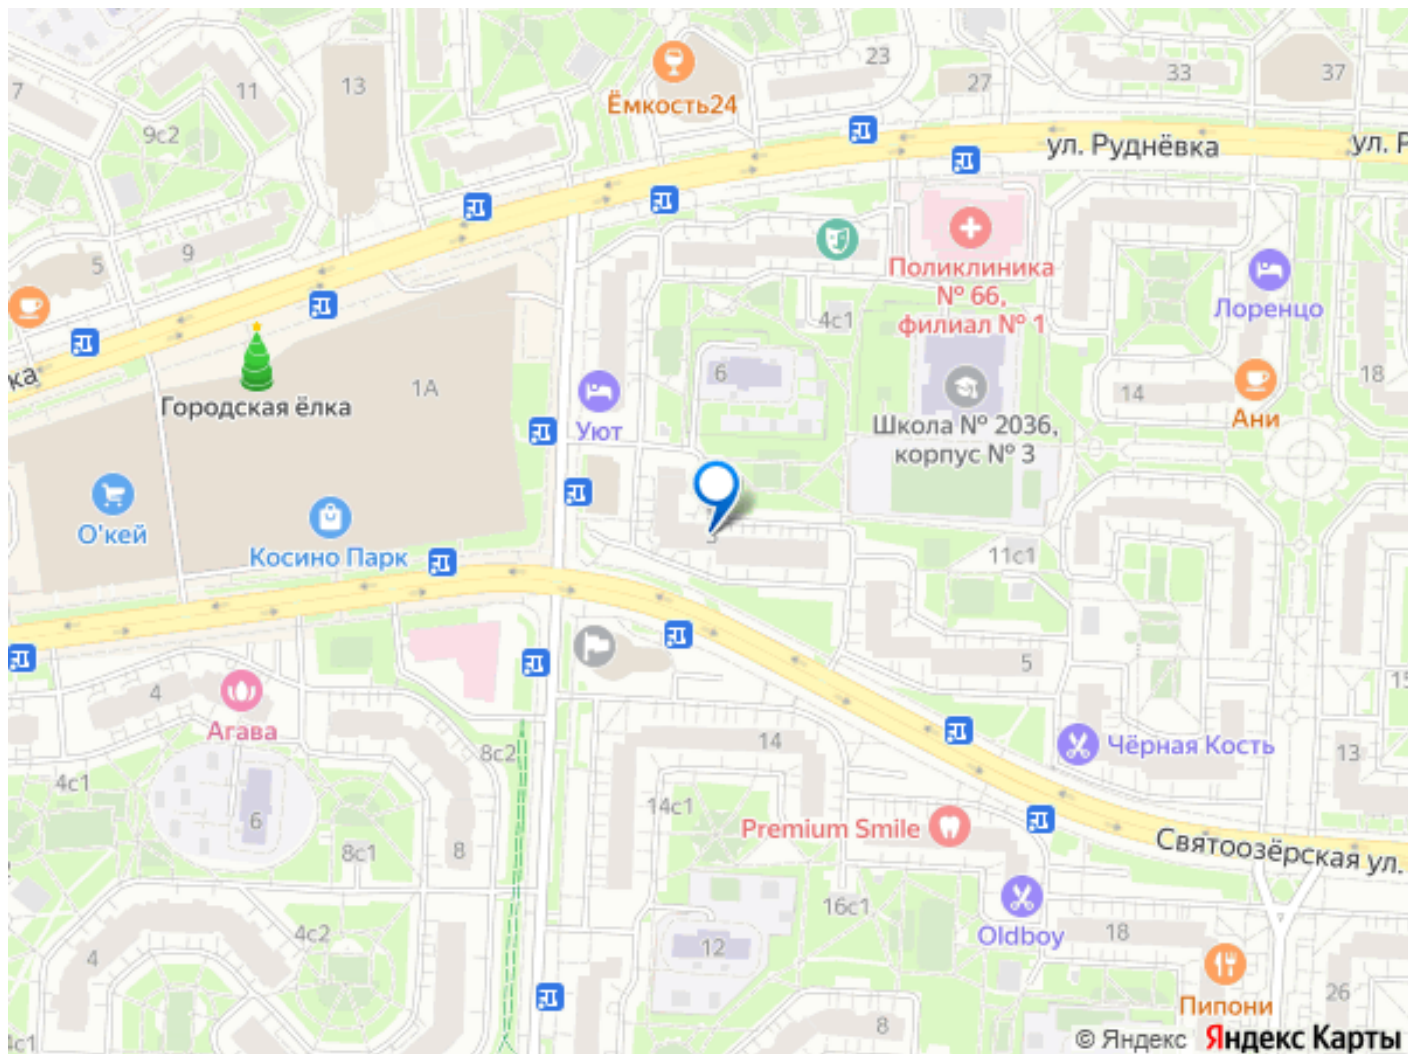 23
33
37
13
11
7
27
Ёмкость24
9с2
ул. Руднёвка
ул. Р
9
5
Поликлиника
№ 66,
филиал № 1
Лоренцо
4с1
6
18
ка
1А
14
Городская ёлка
Ани
Уют
Школа № 2036,
корпус № 3
О'кей
Косино Парк
11с1
5
15
4
Агава
14
8с2
Чёрная Кость
13
4с1
14с1
6
Premium Smile
8с1
8
Святоозёрская ул.
16с1
4с2
Oldboy
18
12
4
Пипони
26
8
4с1
© Яндекс Яндекс Карты